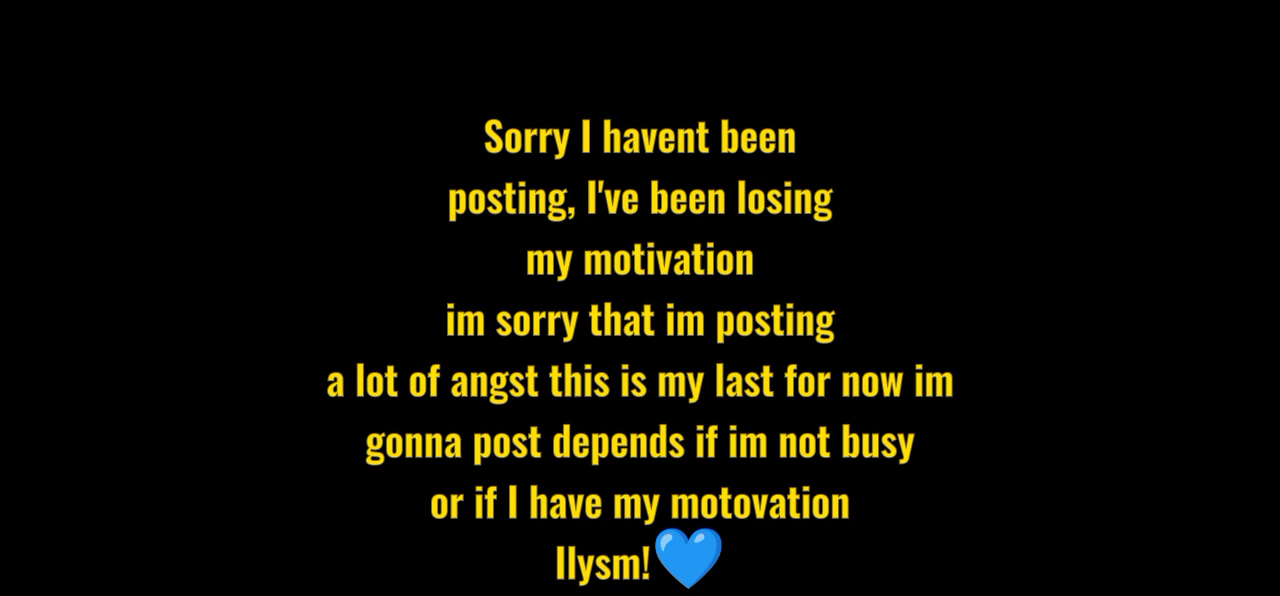 Sorry I havent been
posting, I've been losing
my motivation
im sorry that im posting
a lot of angst this is my last for now im
gonna post depends if im not busy
or if I have my motovation
Ilysm!💙